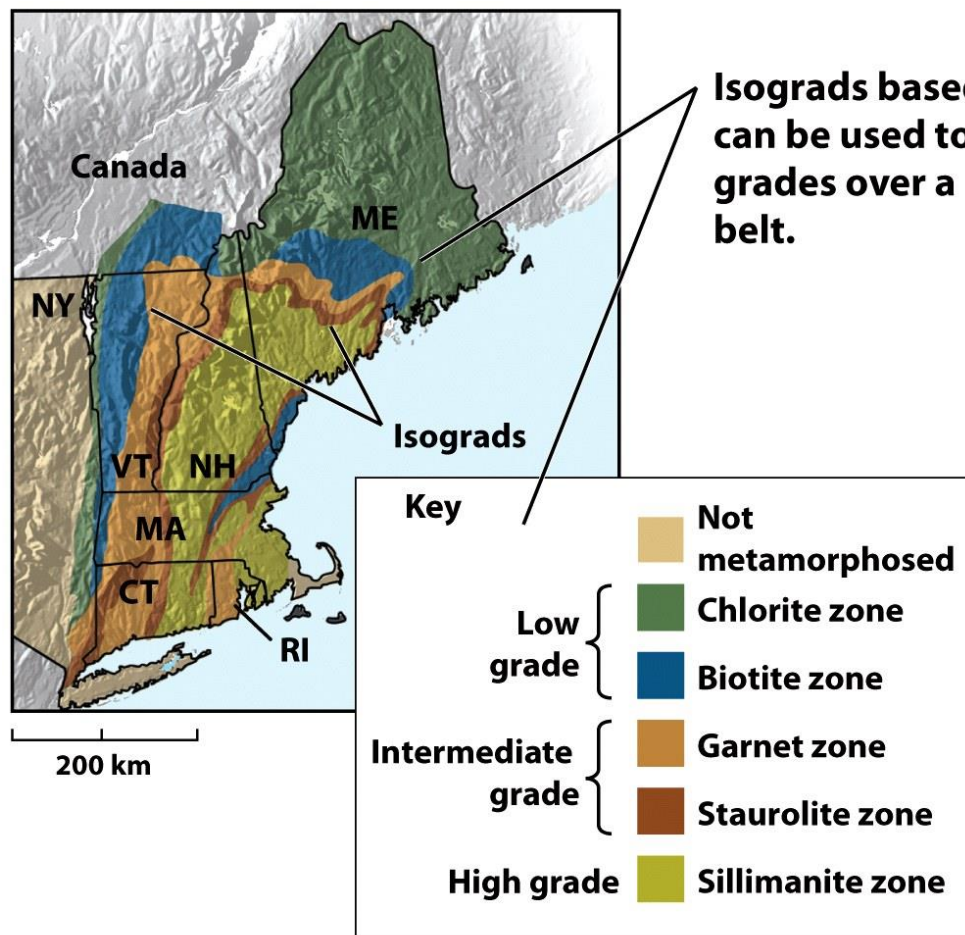 Isograds based
can be used to
grades over a
belt.
Canada
ME
NY
Isograds
VT
NH
MA
CT
RI
200 km
Key
Not
metamorphosed
Low
grade
Chlorite zone
Biotite zone
Intermediate
grade
Garnet zone
Staurolite zone
High grade
Sillimanite zone